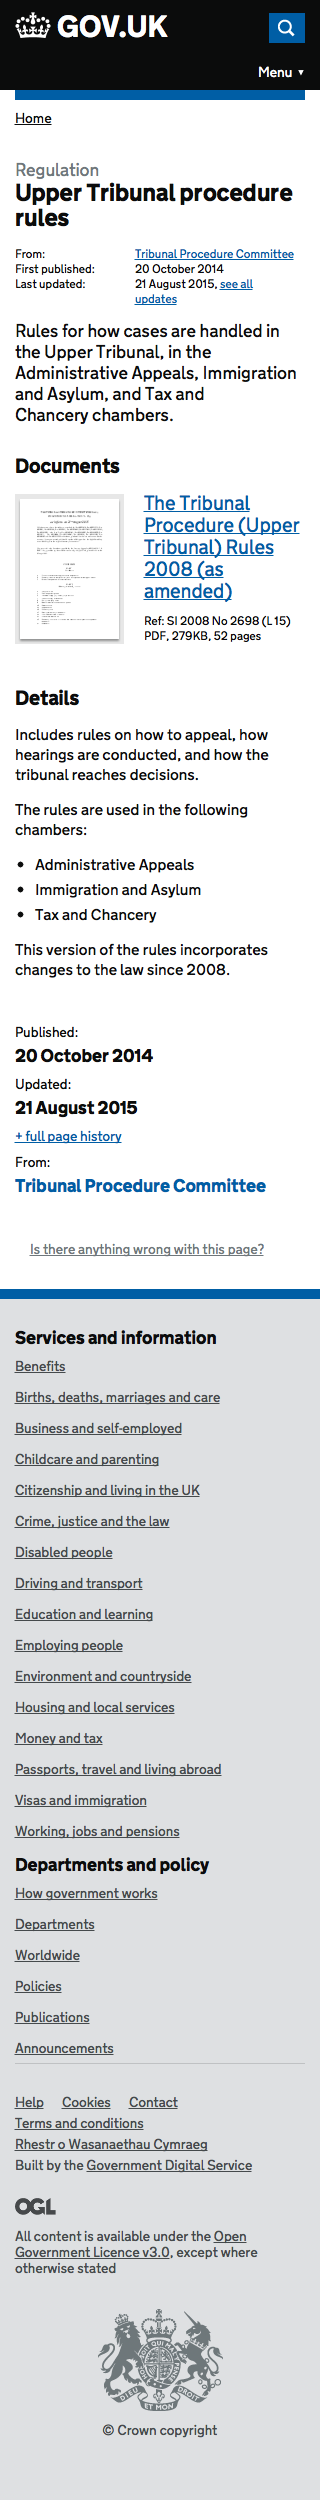 GOV.UK
Menu ▼
Home
Regulation
Upper Tribunal procedure
rules
From: Tribunal Procedure Committee
First published: 20 October 2014
Last updated: 21 August 2015, see all
updates
Rules for how cases are handled in
the Upper Tribunal, in the
Administrative Appeals, Immigration
and Asylum, and Tax and
Chancery chambers.
Documents
The Tribunal
Procedure (Upper
Tribunal) Rules
2008 (as
amended)
Ref: SI 2008 No 2698 (L 15)
PDF, 279KB, 52 pages
Details
Includes rules on how to appeal, how
hearings are conducted, and how the
tribunal reaches decisions.
The rules are used in the following
chambers:
• Administrative Appeals
• Immigration and Asylum
• Tax and Chancery
This version of the rules incorporates
changes to the law since 2008.
Published:
20 October 2014
Updated:
21 August 2015
+ full page history
From:
Tribunal Procedure Committee
Is there anything wrong with this page?
Services and information
Benefits
Births, deaths, marriages and care
Business and self-employed
Childcare and parenting
Citizenship and living in the UK
Crime, justice and the law
Disabled people
Driving and transport
Education and learning
Employing people
Environment and countryside
Housing and local services
Money and tax
Passports, travel and living abroad
Visas and immigration
Working, jobs and pensions
Departments and policy
How government works
Departments
Worldwide
Policies
Publications
Announcements
Help Cookies Contact
Terms and conditions
Rhestr o Wasanaethau Cymraeg
Built by the Government Digital Service
OGL
All content is available under the Open
Government Licence v3.0, except where
otherwise stated
DIEU ET MON DROIT
© Crown copyright